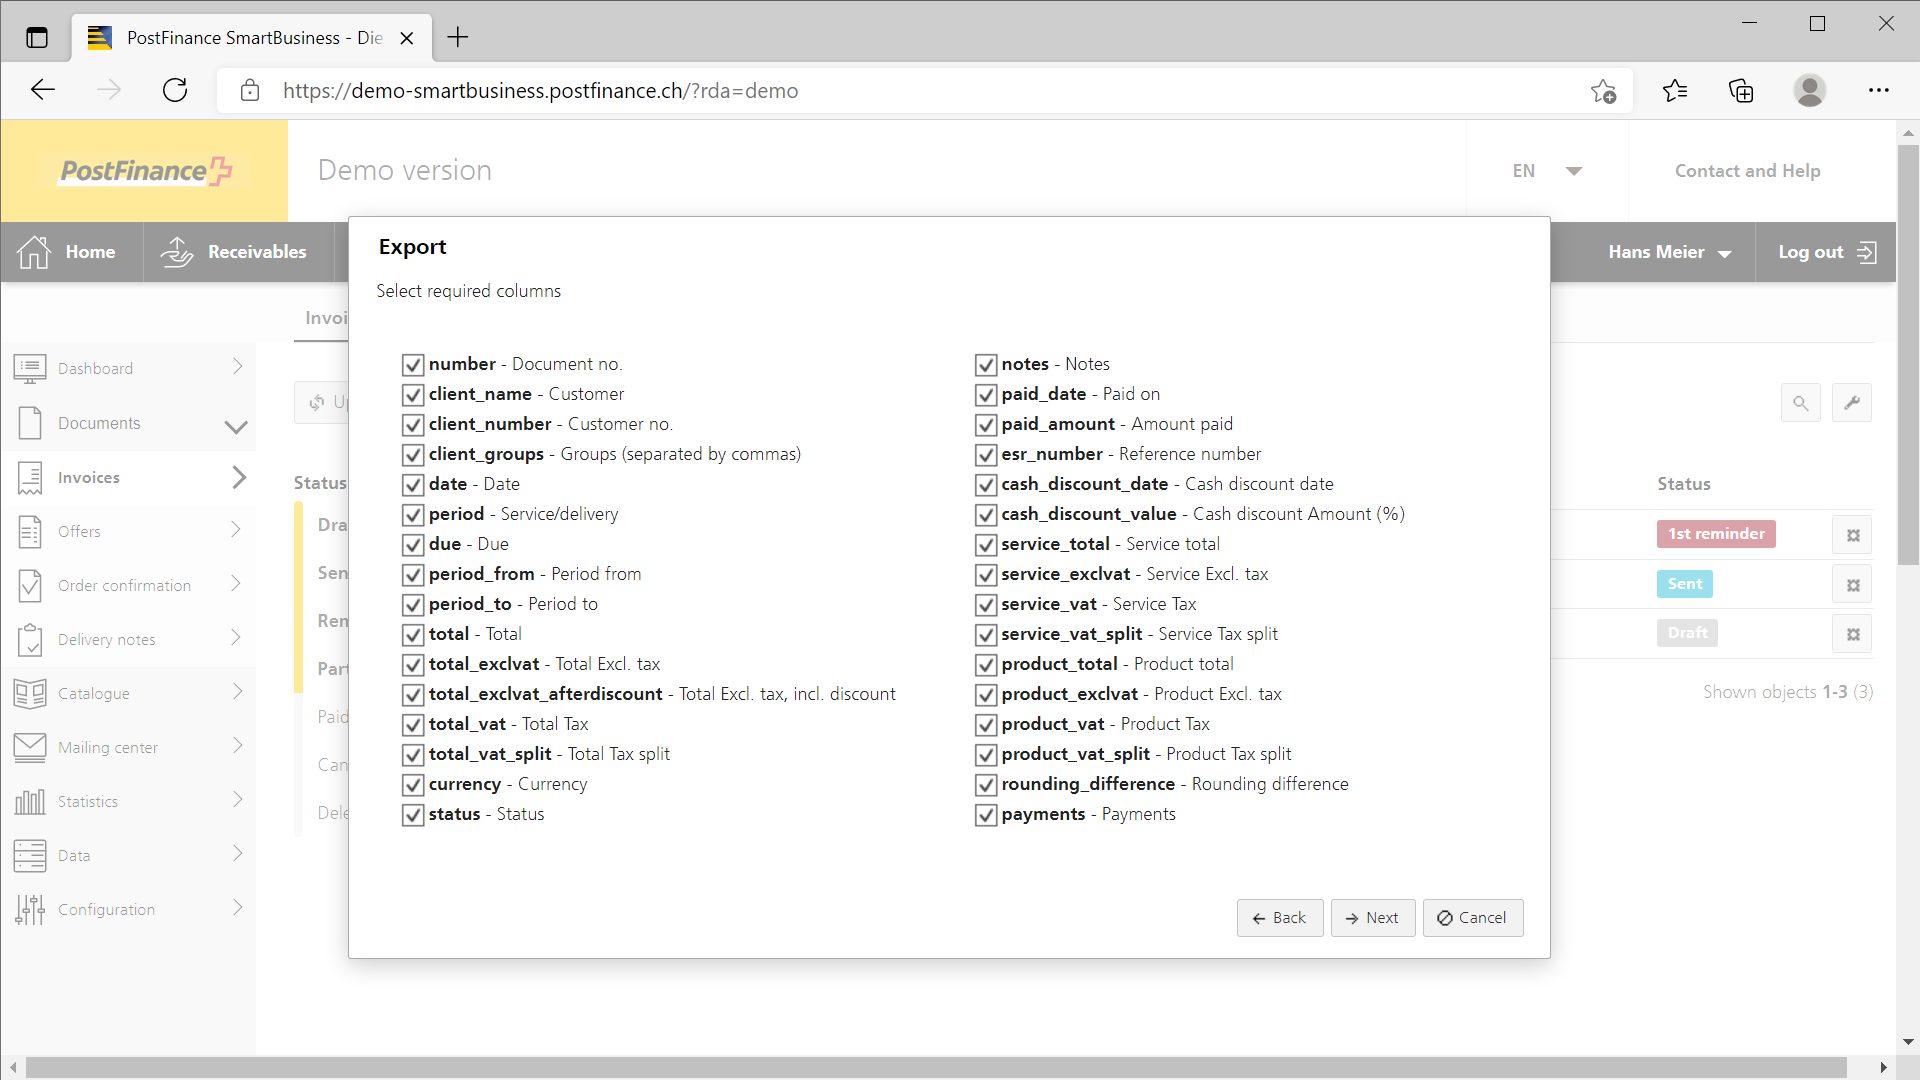 PostFinance SmartBusiness - Die
https://demo-smartbusiness.postfinance.ch/?rda=demo
PostFinance
Demo version
EN
Contact and Help
Home
Receivables
Hans Meier
Log out
Export
Select required columns
number - Document no.
client_name - Customer
client_number - Customer no.
client_groups - Groups (separated by commas)
date - Date
period - Service/delivery
due - Due
period_from - Period from
period_to - Period to
total - Total
total_exclvat - Total Excl. tax
total_exclvat_afterdiscount - Total Excl. tax, incl. discount
total_vat - Total Tax
total_vat_split - Total Tax split
currency - Currency
status - Status
notes - Notes
paid_date - Paid on
paid_amount - Amount paid
esr_number - Reference number
cash_discount_date - Cash discount date
cash_discount_value - Cash discount Amount (%)
service_total - Service total
service_exclvat - Service Excl. tax
service_vat - Service Tax
service_vat_split - Service Tax split
product_total - Product total
product_exclvat - Product Excl. tax
product_vat - Product Tax
product_vat_split - Product Tax split
rounding_difference - Rounding difference
payments - Payments
Back
Next
Cancel
Invoi
Dashboard
Documents
Invoices
Offers
Order confirmation
Delivery notes
Catalogue
Mailing center
Statistics
Data
Configuration
Up
Status
Dra
Sen
Ren
Part
Paid
Can
Dele
Status
1st reminder
Sent
Draft
Shown objects 1-3 (3)